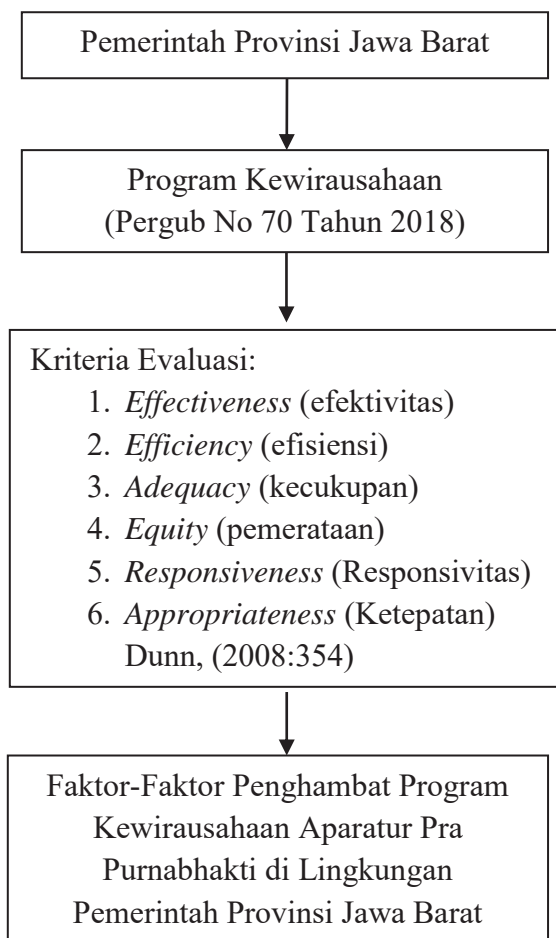 Pemerintah Provinsi Jawa Barat
Program Kewirausahaan
(Pergub No 70 Tahun 2018)
Kriteria Evaluasi:
1. Effectiveness (efektivitas)
2. Efficiency (efisiensi)
3. Adequacy (kecukupan)
4. Equity (pemerataan)
5. Responsiveness (Responsivitas)
6. Appropriateness (Ketepatan)
Dunn, (2008:354)
Faktor-Faktor Penghambat Program
Kewirausahaan Aparatur Pra
Purnabhakti di Lingkungan
Pemerintah Provinsi Jawa Barat